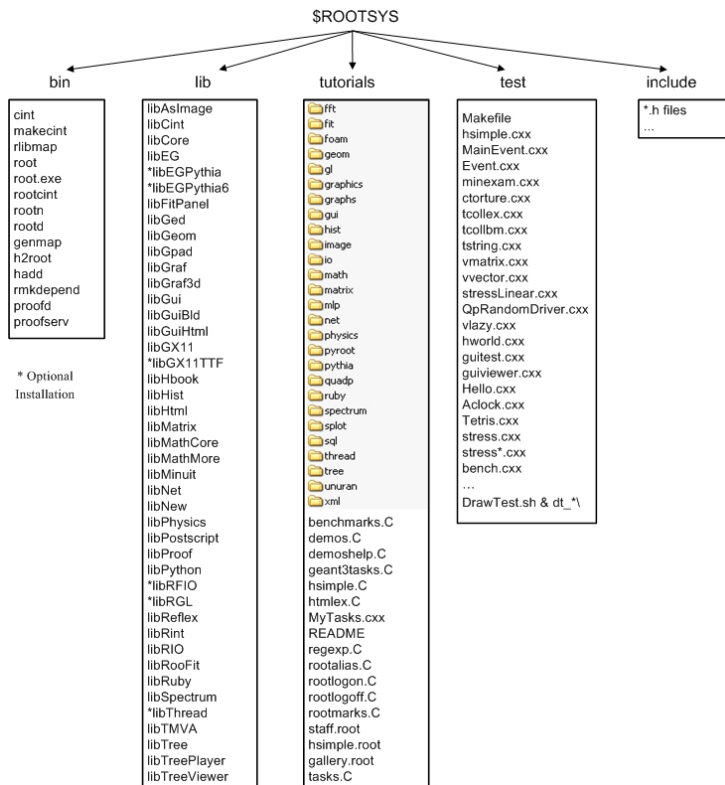 $ROOTSYS
bin
cint
makecint
rlibmap
root
root.exe
rootcint
rootn
rootd
genmap
h2root
hadd
rmkdepend
proofd
proofserv
* Optional
Installation
lib
libAsImage
libCint
libCore
libEG
*libEGPythia
*libEGPythia6
libFitPanel
libGed
libGeom
libGpad
libGraf
libGraf3d
libGui
libGuiBld
libGuiHtml
libGX11
*libGX11TTF
libHbook
libHist
libHtml
libMatrix
libMathCore
libMathMore
libMinuit
libNet
libNew
libPhysics
libPostscript
libProof
libPython
*libRFIO
*libRGL
libReflex
libRint
libRIO
libRooFit
libRuby
libSpectrum
*libThread
libTMVA
libTree
libTreePlayer
libTreeViewer
tutorials
fft
fit
foam
geom
gl
graphics
graphs
gui
hist
image
io
math
matrix
mlp
net
physics
pyroot
pythia
quadp
ruby
spectrum
splot
sql
thread
tree
unuran
xml
benchmarks.C
demos.C
demoshelp.C
geant3tasks.C
hsimple.C
htmlex.C
MyTasks.cxx
README
regexp.C
rootalias.C
rootlogon.C
rootlogoff.C
rootmarks.C
staff.root
hsimple.root
gallery.root
tasks.C
test
Makefile
hsimple.cxx
MainEvent.cxx
Event.cxx
minexam.cxx
ctorture.cxx
tcollex.cxx
tcollbm.cxx
tstring.cxx
vmatrix.cxx
vvector.cxx
stressLinear.cxx
QpRandomDriver.cxx
vlazy.cxx
hworld.cxx
guitest.cxx
guiviewer.cxx
Hello.cxx
Aclock.cxx
Tetris.cxx
stress.cxx
stress*.cxx
bench.cxx
...
DrawTest.sh & dt_*\
include
*.h files
...